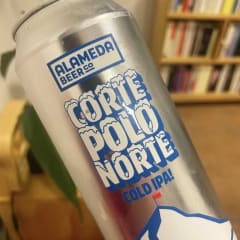 ALAMEDA
BEER CO
CORTE
POLO
NORTE
COLD IPA!